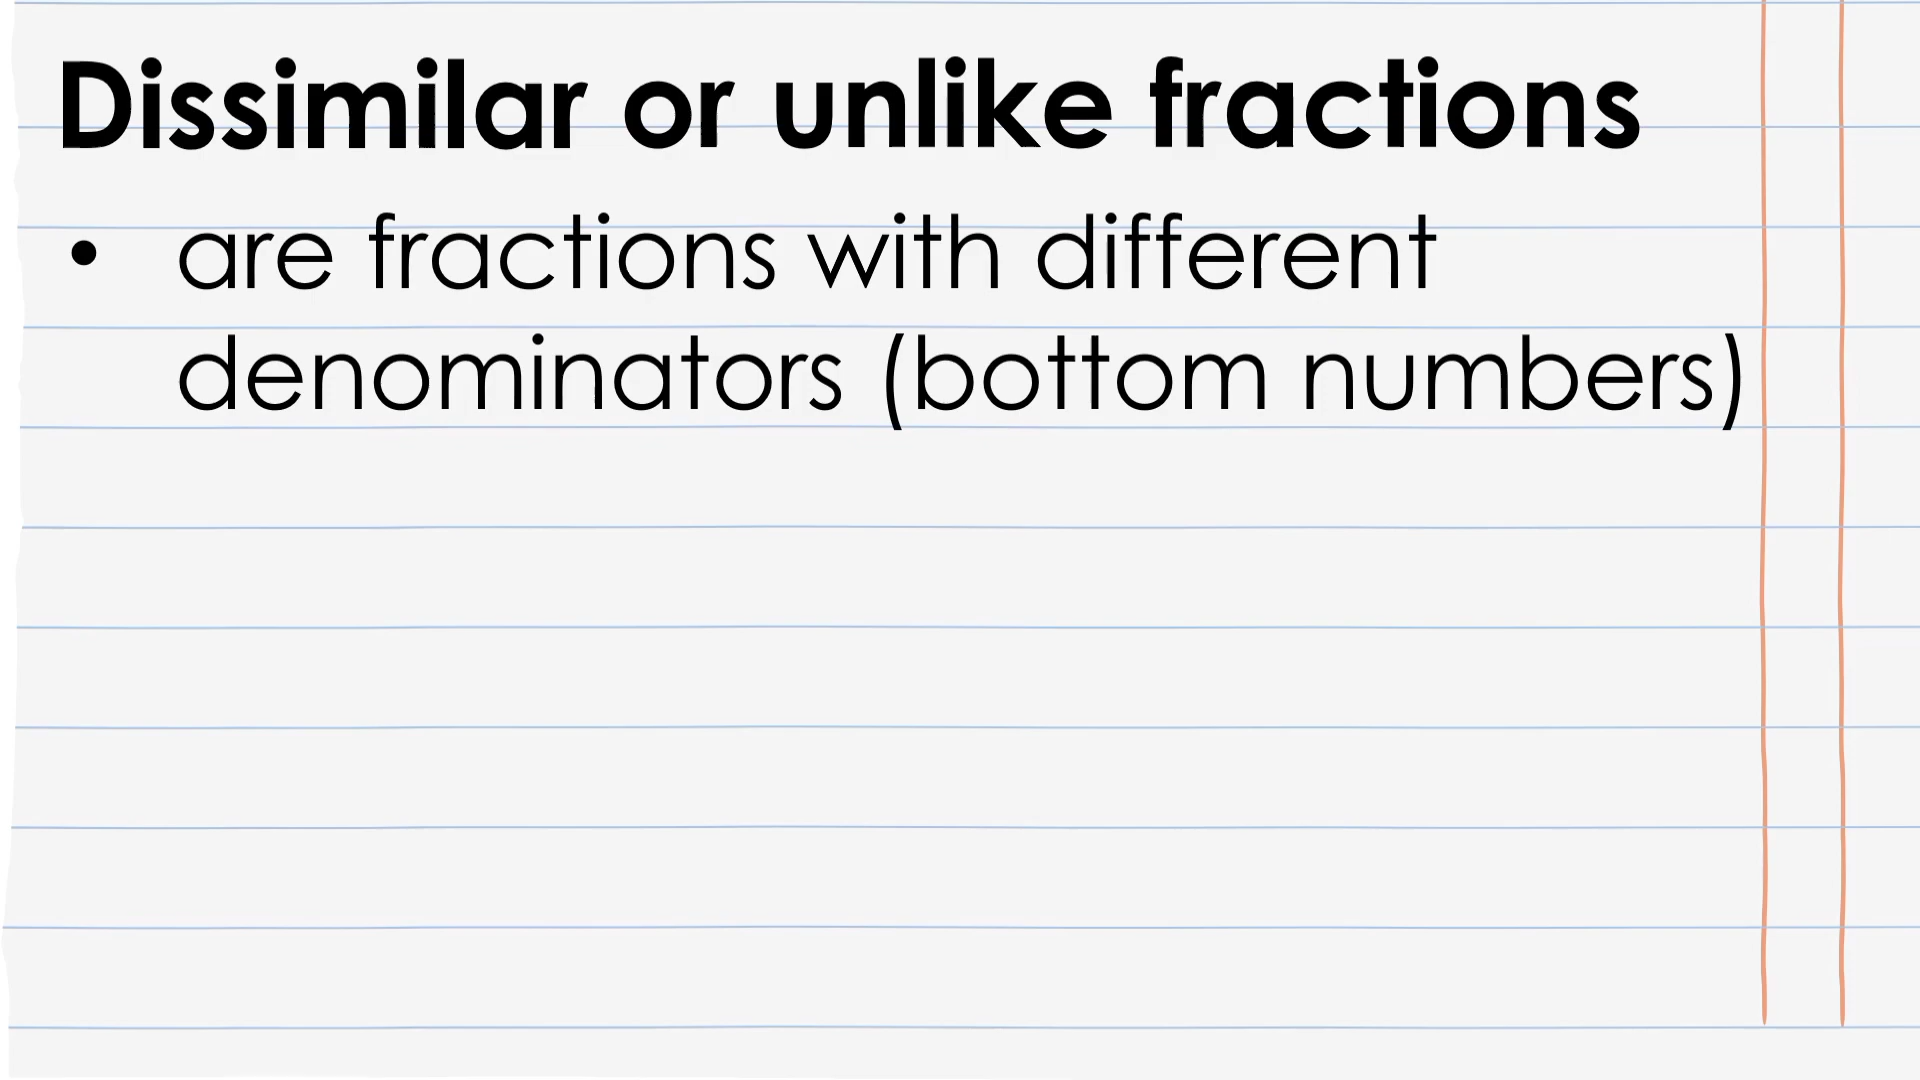 Dissimilar or unlike fractions
• are fractions with different
denominators (bottom numbers)